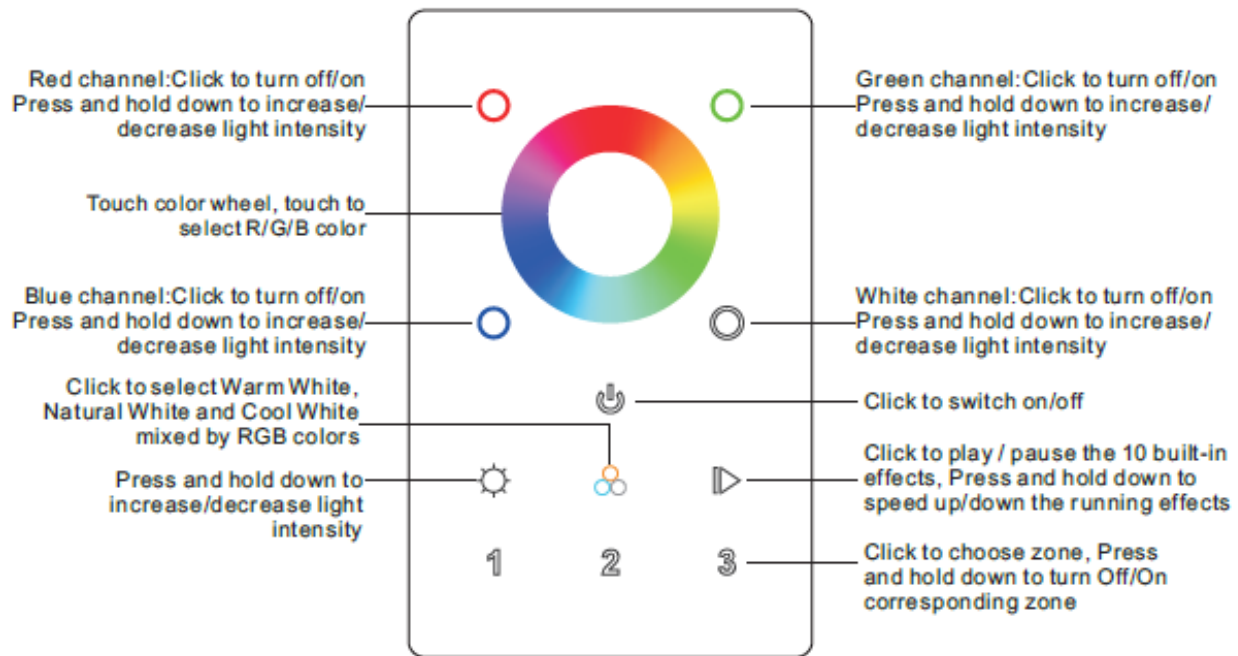 Red channel:Click to turn off/on
Press and hold down to increase/
decrease light intensity
Green channel:Click to turn off/on
Press and hold down to increase/
decrease light intensity
Touch color wheel, touch to
select R/G/B color
Blue channel:Click to turn off/on
Press and hold down to increase/
decrease light intensity
White channel:Click to turn off/on
Press and hold down to increase/
decrease light intensity
Click to select Warm White,
Natural White and Cool White
mixed by RGB colors
Click to switch on/off
Press and hold down to
increase/decrease light
intensity
Click to play / pause the 10 built-in
effects, Press and hold down to
speed up/down the running effects
1 2 3
Click to choose zone, Press
and hold down to turn Off/On
corresponding zone